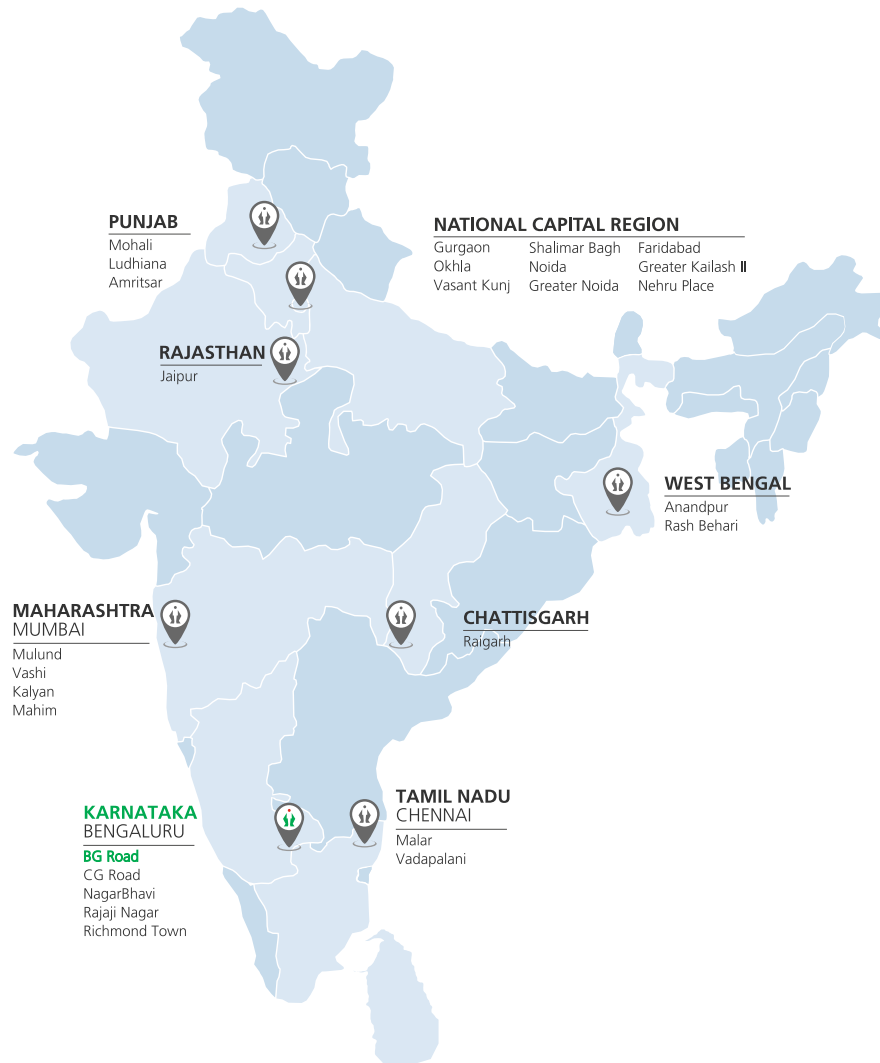 PUNJAB
Mohali
Ludhiana
Amritsar
NATIONAL CAPITAL REGION
Gurgaon Shalimar Bagh Faridabad
Okhla Noida Greater Kailash II
Vasant Kunj Greater Noida Nehru Place
RAJASTHAN
Jaipur
WEST BENGAL
Anandpur
Rash Behari
MAHARASHTRA
MUMBAI
Mulund
Vashi
Kalyan
Mahim
CHATTISGARH
Raigarh
KARNATAKA
BENGALURU
BG Road
CG Road
NagarBhavi
Rajaji Nagar
Richmond Town
TAMIL NADU
CHENNAI
Malar
Vadapalani